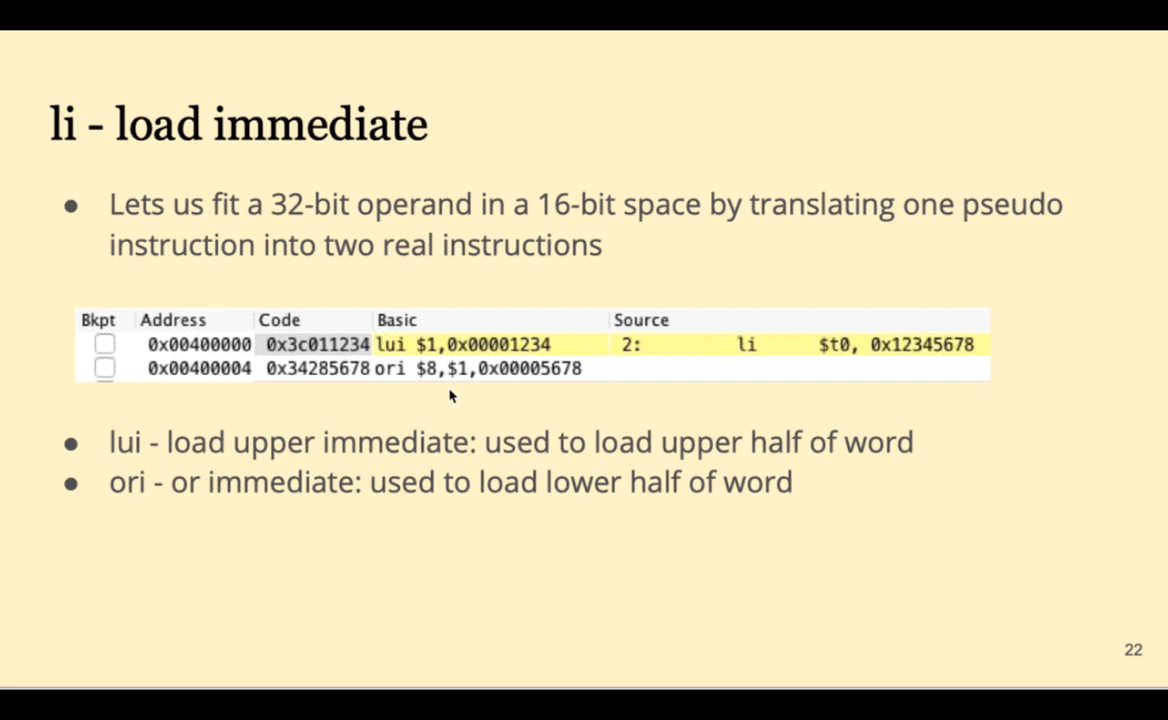 li - load immediate
● Lets us fit a 32-bit operand in a 16-bit space by translating one pseudo
instruction into two real instructions
Bkpt Address Code Basic Source
0x00400000 0x3c011234 lui $1,0x00001234 2: li $t0, 0x12345678
0x00400004 0x34285678 ori $8,$1,0x00005678
● lui - load upper immediate: used to load upper half of word
● ori - or immediate: used to load lower half of word
22